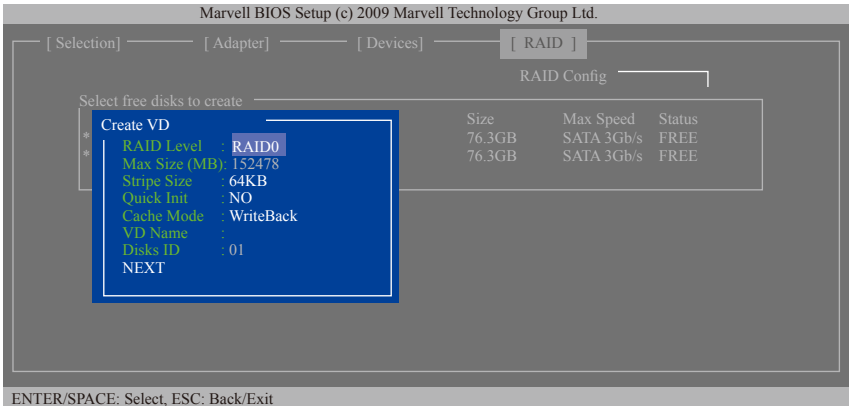 Marvell BIOS Setup (c) 2009 Marvell Technology Group Ltd.
[ Selection] [ Adapter] [ Devices] [ RAID ]
RAID Config
Select free disks to create
Size Max Speed Status
* 76.3GB SATA 3Gb/s FREE
* 76.3GB SATA 3Gb/s FREE
Create VD
RAID Level : RAID0
Max Size (MB): 152478
Stripe Size : 64KB
Quick Init : NO
Cache Mode : WriteBack
VD Name :
Disks ID : 01
NEXT
ENTER/SPACE: Select, ESC: Back/Exit